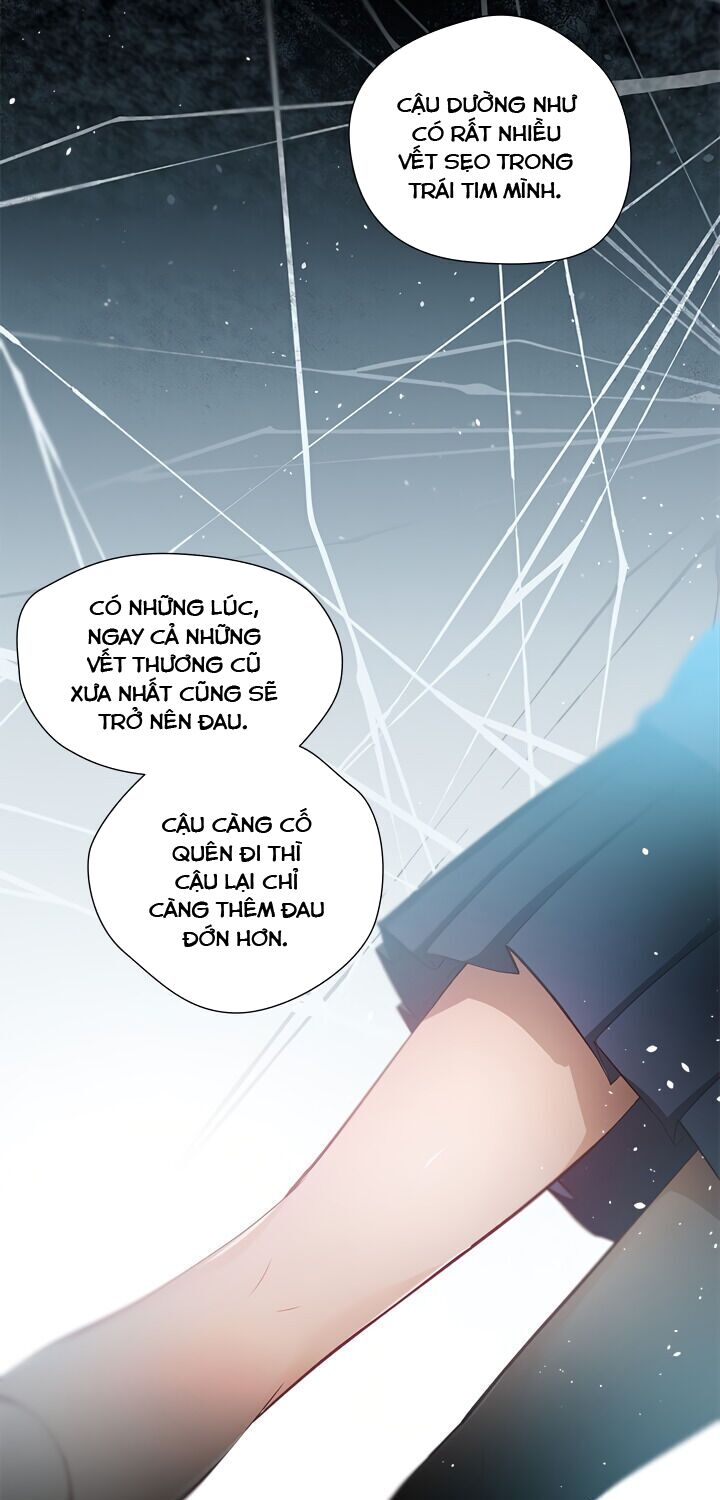 CẬU DƯỜNG NHƯ
CÓ RẤT NHIỀU
VẾT SẸO TRONG
TRÁI TIM MÌNH.
CÓ NHỮNG LÚC,
NGAY CẢ NHỮNG
VẾT THƯƠNG CŨ
XƯA NHẤT CŨNG SẼ
TRỞ NÊN ĐAU.
CẬU CÀNG CỐ
QUÊN ĐI THÌ
CẬU LẠI CHỈ
CÀNG THÊM ĐAU
ĐỚN HƠN.